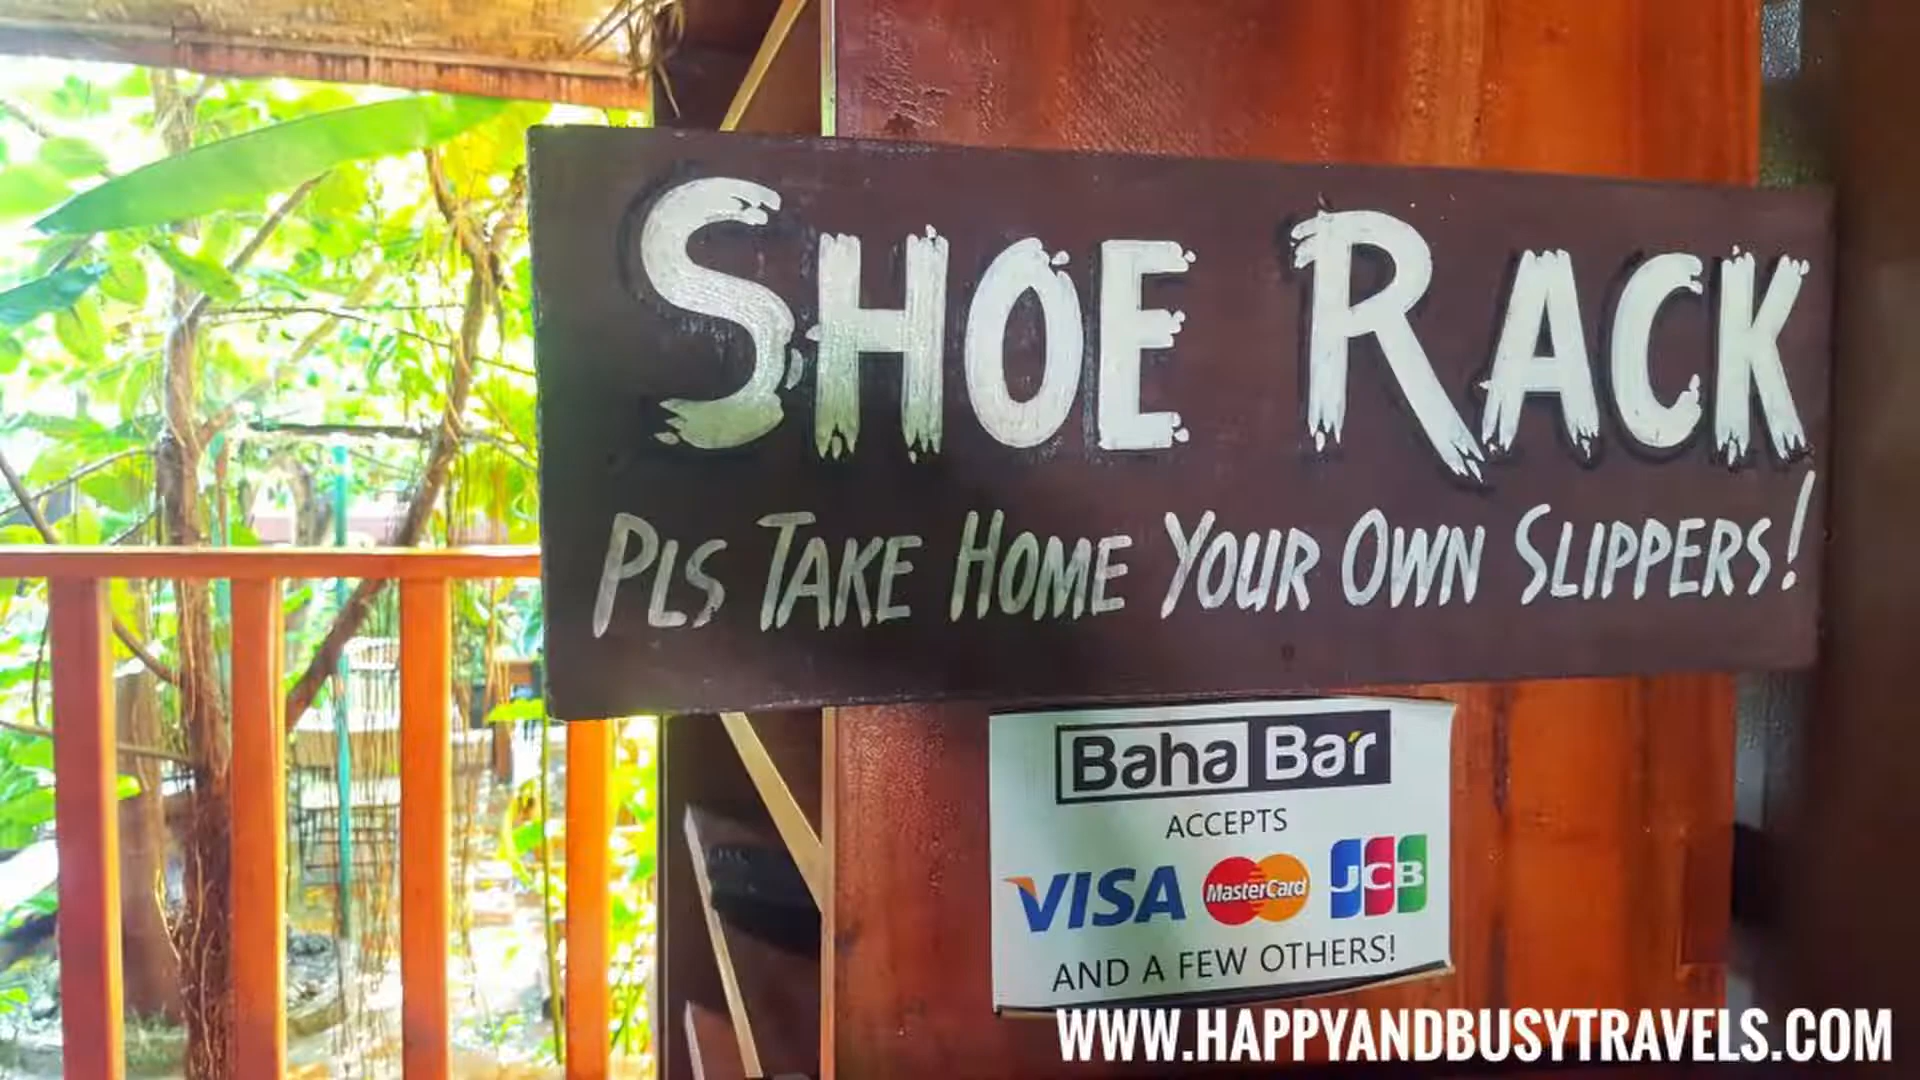 SHOE RACK
PLS TAKE HOME YOUR OWN SLIPPERS!
Baha Bar
ACCEPTS
VISA MasterCard JCB
AND A FEW OTHERS!
WWW.HAPPYANDBUSYTRAVELS.COM